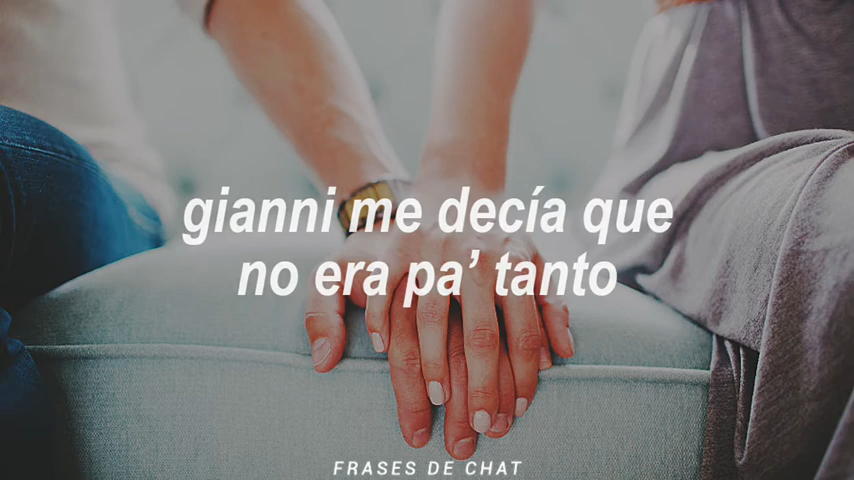 gianni me decía que
no era pa’ tanto
FRASES DE CHAT